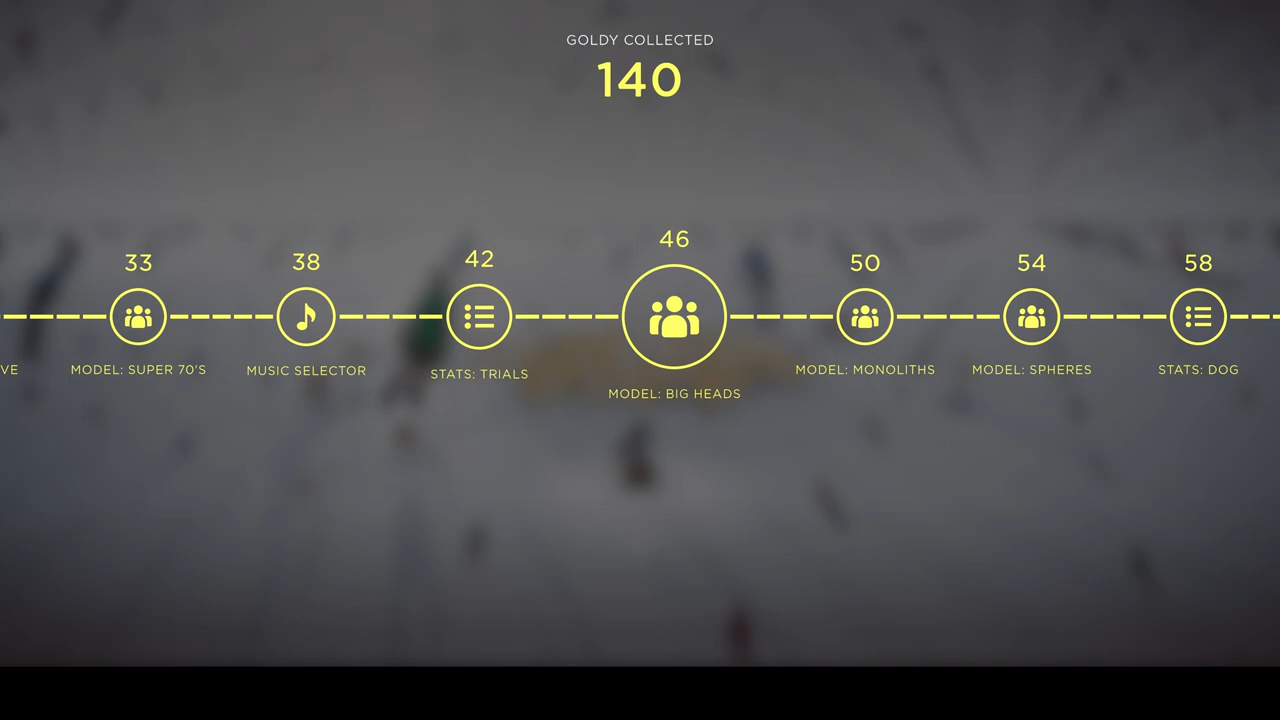 GOLDY COLLECTED
140
33
38
42
46
50
54
58
VE
MODEL: SUPER 70'S
MUSIC SELECTOR
STATS: TRIALS
MODEL: BIG HEADS
MODEL: MONOLITHS
MODEL: SPHERES
STATS: DOG